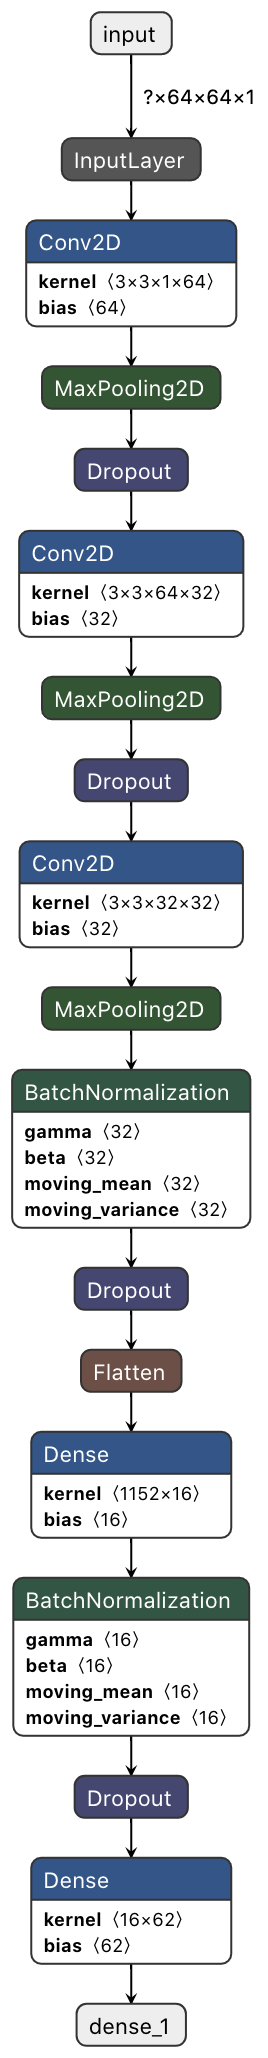 input
?×64×64×1
InputLayer
Conv2D
kernel ⟨3×3×1×64⟩
bias ⟨64⟩
MaxPooling2D
Dropout
Conv2D
kernel ⟨3×3×64×32⟩
bias ⟨32⟩
MaxPooling2D
Dropout
Conv2D
kernel ⟨3×3×32×32⟩
bias ⟨32⟩
MaxPooling2D
BatchNormalization
gamma ⟨32⟩
beta ⟨32⟩
moving_mean ⟨32⟩
moving_variance ⟨32⟩
Dropout
Flatten
Dense
kernel ⟨1152×16⟩
bias ⟨16⟩
BatchNormalization
gamma ⟨16⟩
beta ⟨16⟩
moving_mean ⟨16⟩
moving_variance ⟨16⟩
Dropout
Dense
kernel ⟨16×62⟩
bias ⟨62⟩
dense_1